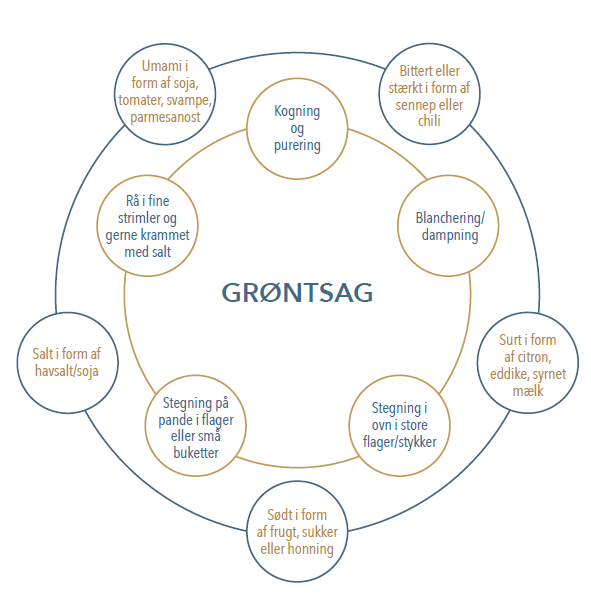 Umami i
form af soja,
tomater, svampe,
parmesanost
Bittert eller
stærkt i form af
sennep eller
chili
Kogning
og
purering
Rå i fine
strimler og
gerne krammet
med salt
Blanchering/
dampning
GRØNTSAG
Salt i form af
havsalt/soja
Surt i form
af citron,
eddike, syrnet
mælk
Stegning på
pande i flager
eller små
buketter
Stegning i
ovn i store
flager/stykker
Sødt i form
af frugt, sukker
eller honning